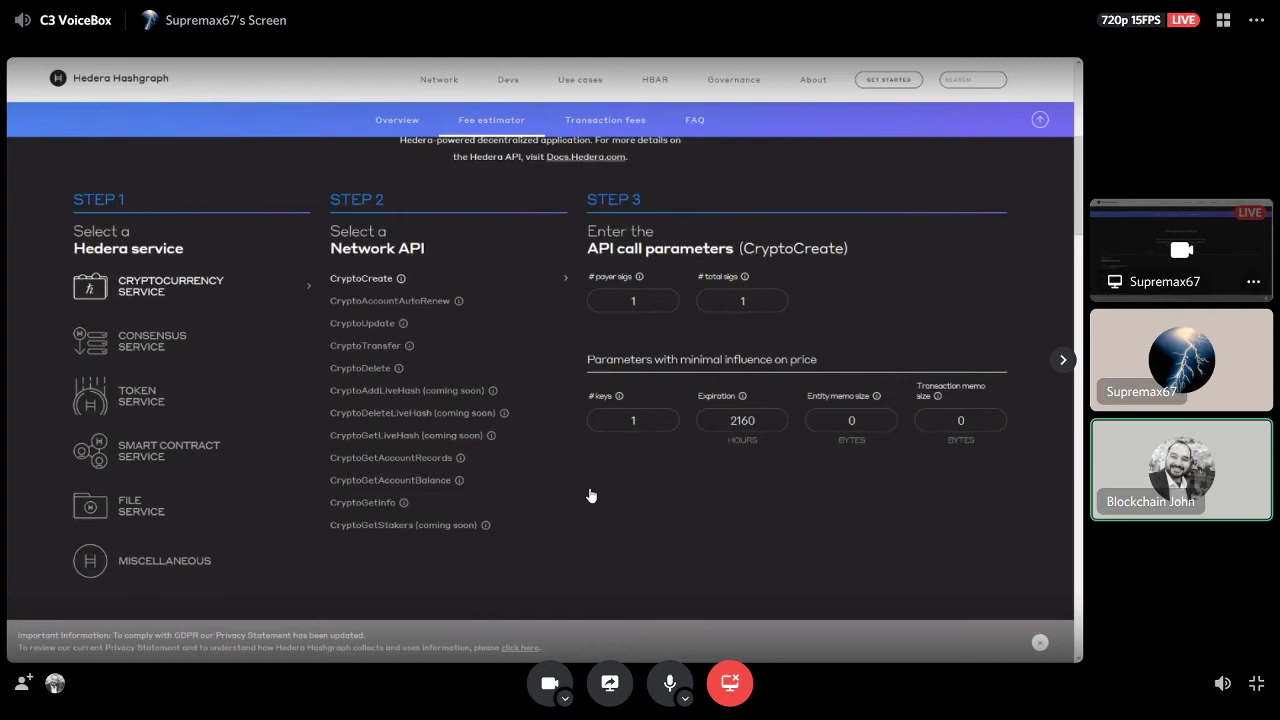 C3 VoiceBox
Supremax67's Screen
720p 15FPS LIVE
Hedera Hashgraph
Network Devs Use cases HBAR Governance About GET STARTED SEARCH
Overview Fee estimator Transaction fees FAQ
Hedera-powered decentralized application. For more details on
the Hedera API, visit Docs.Hedera.com.
STEP 1
Select a
Hedera service
CRYPTOCURRENCY
SERVICE
CONSENSUS
SERVICE
TOKEN
SERVICE
SMART CONTRACT
SERVICE
FILE
SERVICE
MISCELLANEOUS
STEP 2
Select a
Network API
CryptoCreate
CryptoAccountAutoRenew
CryptoUpdate
CryptoTransfer
CryptoDelete
CryptoAddLiveHash (coming soon)
CryptoDeleteLiveHash (coming soon)
CryptoGetLiveHash (coming soon)
CryptoGetAccountRecords
CryptoGetAccountBalance
CryptoGetInfo
CryptoGetStakers (coming soon)
STEP 3
Enter the
API call parameters (CryptoCreate)
# payer sigs # total sigs
1 1
Parameters with minimal influence on price
# keys Expiration Entity memo size Transaction memo
size
1 2160 0 0
HOURS BYTES BYTES
Important Information: To comply with GDPR our Privacy Statement has been updated.
To review our current Privacy Statement and to understand how Hedera Hashgraph collects and uses information, please click here.
LIVE
Supremax67
Supremax67
Blockchain John